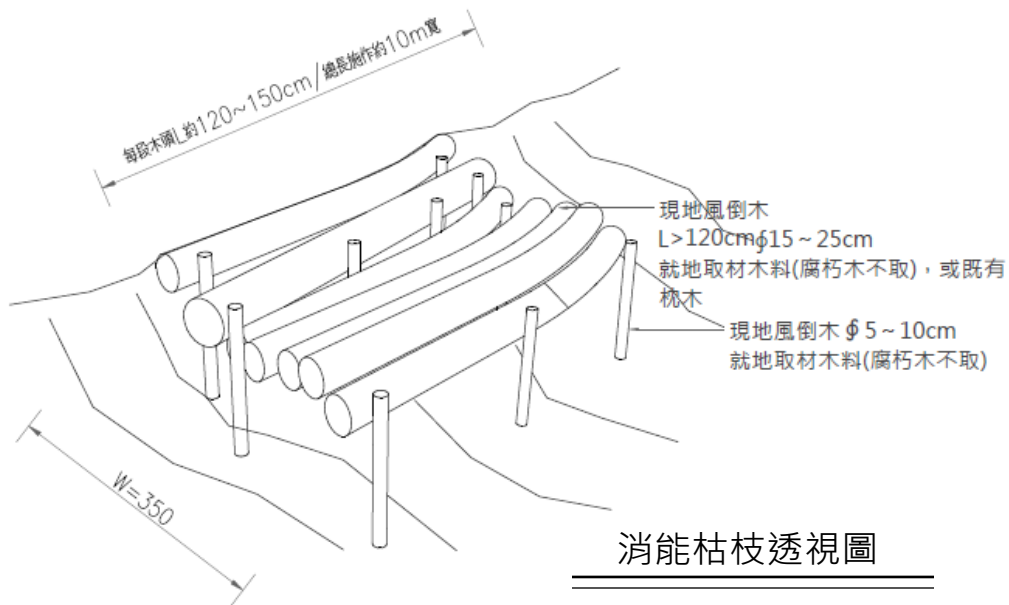 每段木頭L約120~150cm/總長施作約10m寬
現地風倒木
L>120cm∮15~25cm
就地取材木料(腐朽木不取)，或既有
枕木
現地風倒木∮5~10cm
就地取材木料(腐朽木不取)
W=350
消能枯枝透視圖